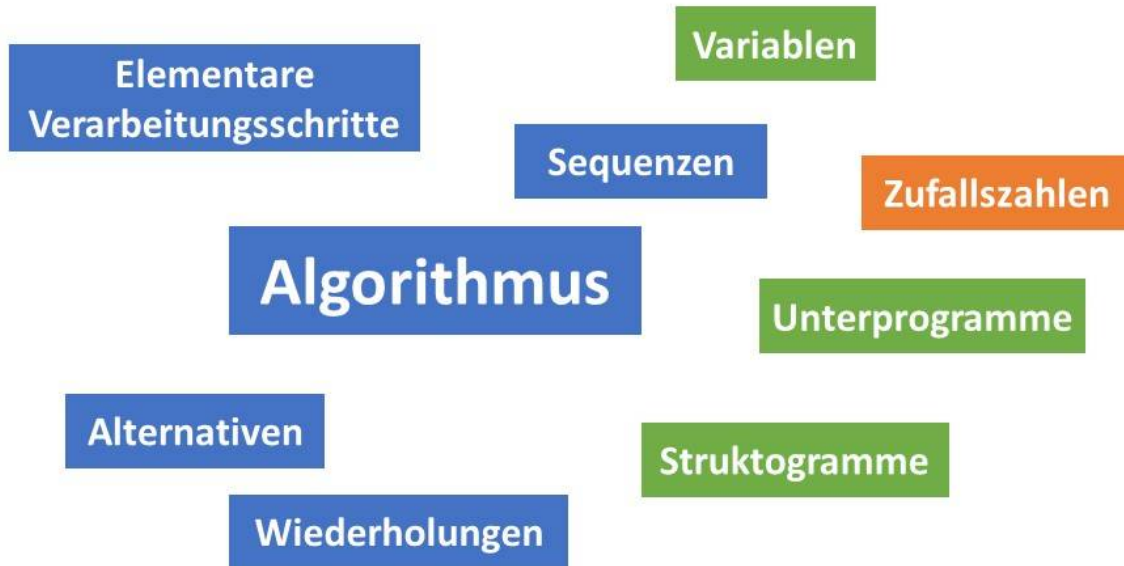 Variablen
Elementare
Verarbeitungsschritte
Sequenzen
Zufallszahlen
Algorithmus
Unterprogramme
Alternativen
Struktogramme
Wiederholungen